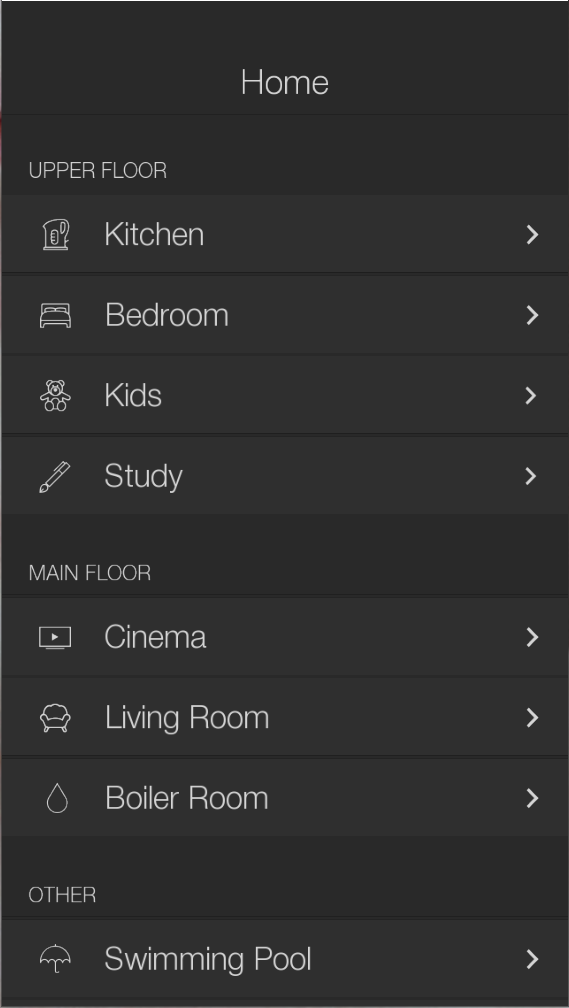 Home
UPPER FLOOR
Kitchen
Bedroom
Kids
Study
MAIN FLOOR
Cinema
Living Room
Boiler Room
OTHER
Swimming Pool